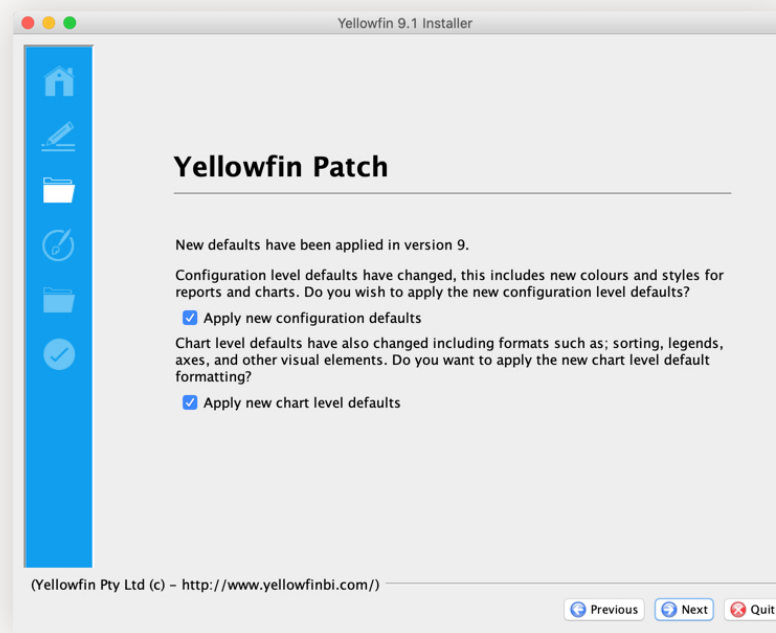 Yellowfin 9.1 Installer
Yellowfin Patch
New defaults have been applied in version 9.
Configuration level defaults have changed, this includes new colours and styles for
reports and charts. Do you wish to apply the new configuration level defaults?
Apply new configuration defaults
Chart level defaults have also changed including formats such as; sorting, legends,
axes, and other visual elements. Do you want to apply the new chart level default
formatting?
Apply new chart level defaults
(Yellowfin Pty Ltd (c) – http://www.yellowfinbi.com/)
Previous Next Quit